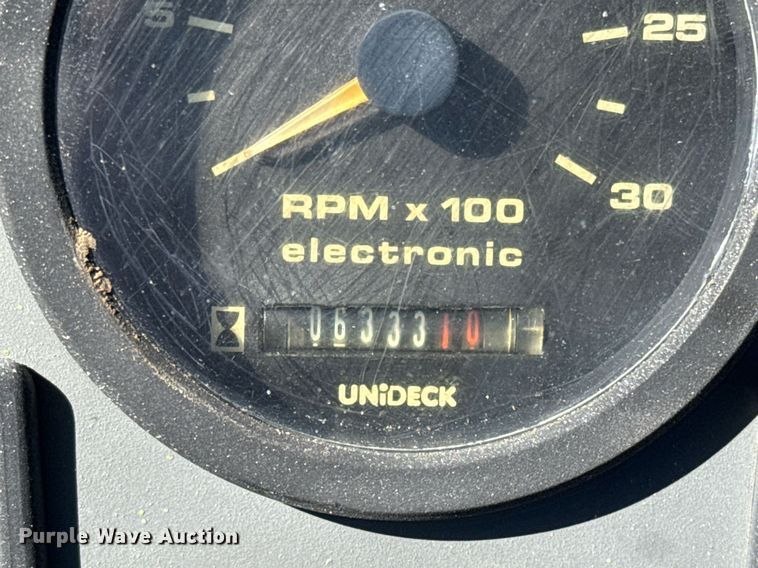 5
25
30
RPM x 100
electronic
0633310
UNiDECK
Purple Wave Auction